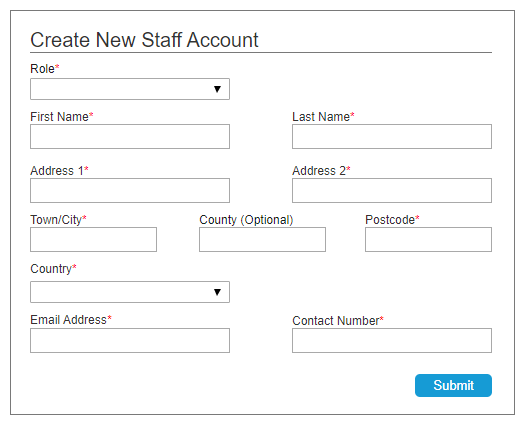 Create New Staff Account
Role*
First Name* Last Name*
Address 1* Address 2*
Town/City* County (Optional) Postcode*
Country*
Email Address* Contact Number*
Submit